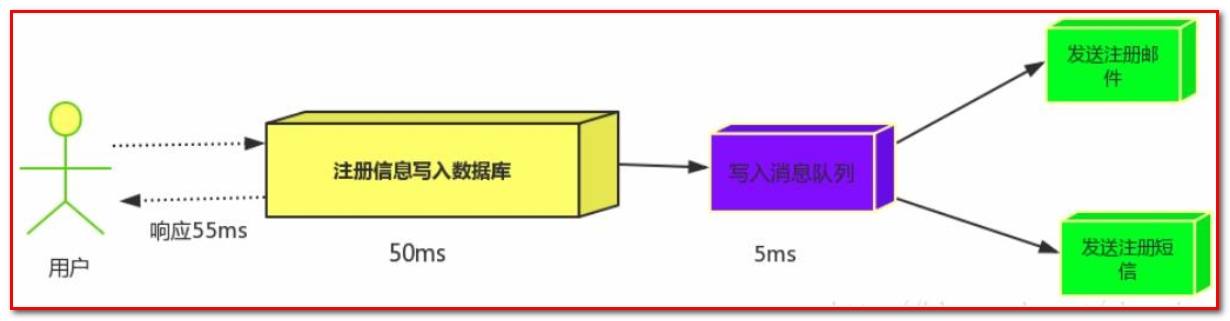 发送注册邮
件
注册信息写入数据库
写入消息队列
响应55ms
用户
50ms
5ms
发送注册短
信